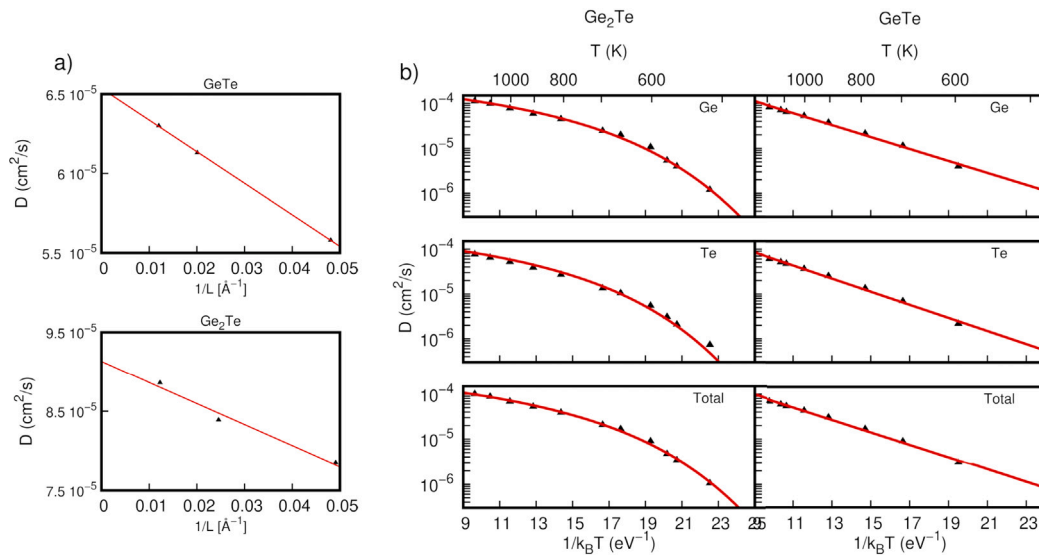 a)
GeTe
6.5 10⁻⁵
6 10⁻⁵
5.5 10⁻⁵
D (cm²/s)
0 0.01 0.02 0.03 0.04 0.05
1/L [Å⁻¹]
Ge₂Te
9.5 10⁻⁵
8.5 10⁻⁵
7.5 10⁻⁵
D (cm²/s)
0 0.01 0.02 0.03 0.04 0.05
1/L [Å⁻¹]
b)
Ge₂Te GeTe
T (K) T (K)
1000 800 600 1000 800 600
10⁻⁴
10⁻⁵
10⁻⁶
Ge Ge
10⁻⁴
10⁻⁵
10⁻⁶
Te Te
D (cm²/s)
10⁻⁴
10⁻⁵
10⁻⁶
Total Total
9 11 13 15 17 19 21 23 11 13 15 17 19 21 23
1/k_BT (eV⁻¹) 1/k_BT (eV⁻¹)